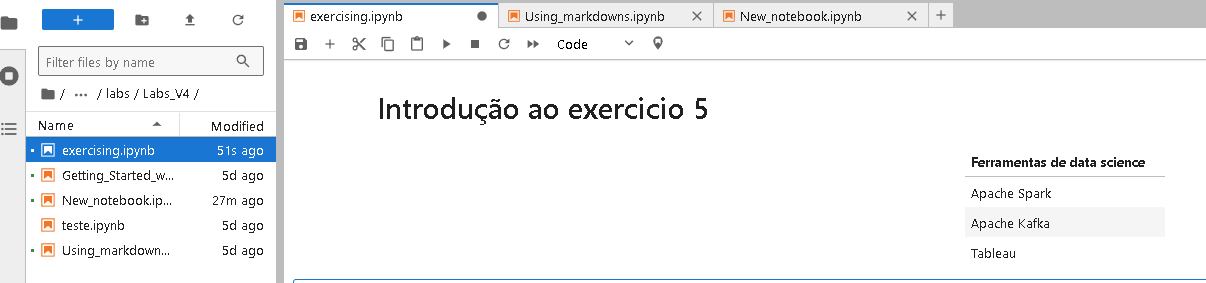 exercising.ipynb
Using_markdowns.ipynb
New_notebook.ipynb
Filter files by name
Code
/ ... / labs / Labs_V4 /
Name Modified
exercising.ipynb 51s ago
Getting_Started_w... 5d ago
New_notebook.ip... 27m ago
teste.ipynb 5d ago
Using_markdown... 5d ago
Introdução ao exercicio 5
Ferramentas de data science
Apache Spark
Apache Kafka
Tableau